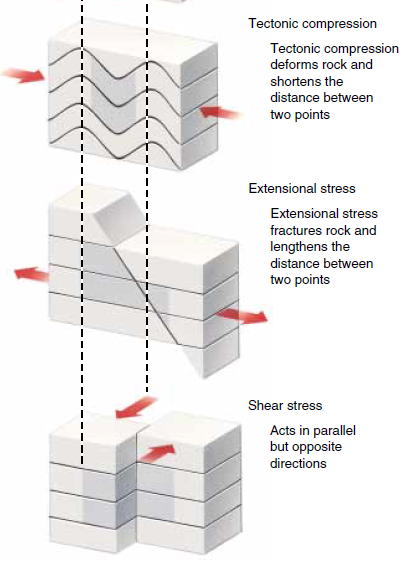 Tectonic compression
Tectonic compression
deforms rock and
shortens the
distance between
two points
Extensional stress
Extensional stress
fractures rock and
lengthens the
distance between
two points
Shear stress
Acts in parallel
but opposite
directions